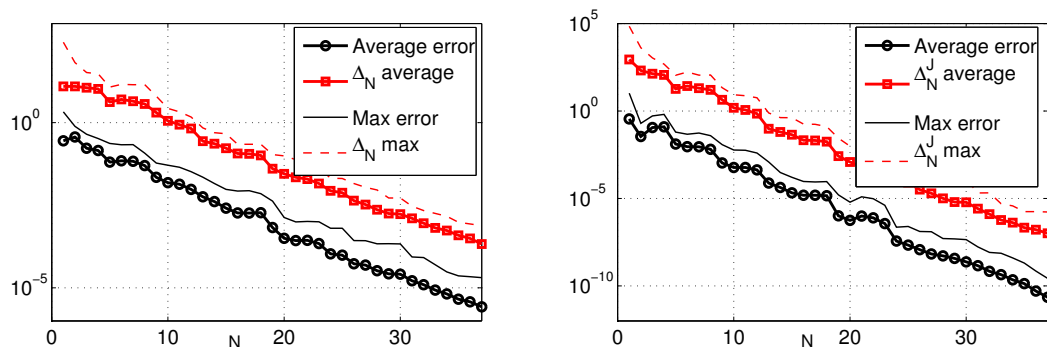 10^0
10^-5
0
10
20
30
N
Average error
Δ_N average
Max error
Δ_N max
10^5
10^0
10^-5
10^-10
0
10
20
30
N
Average error
Δ_N^J average
Max error
Δ_N^J max